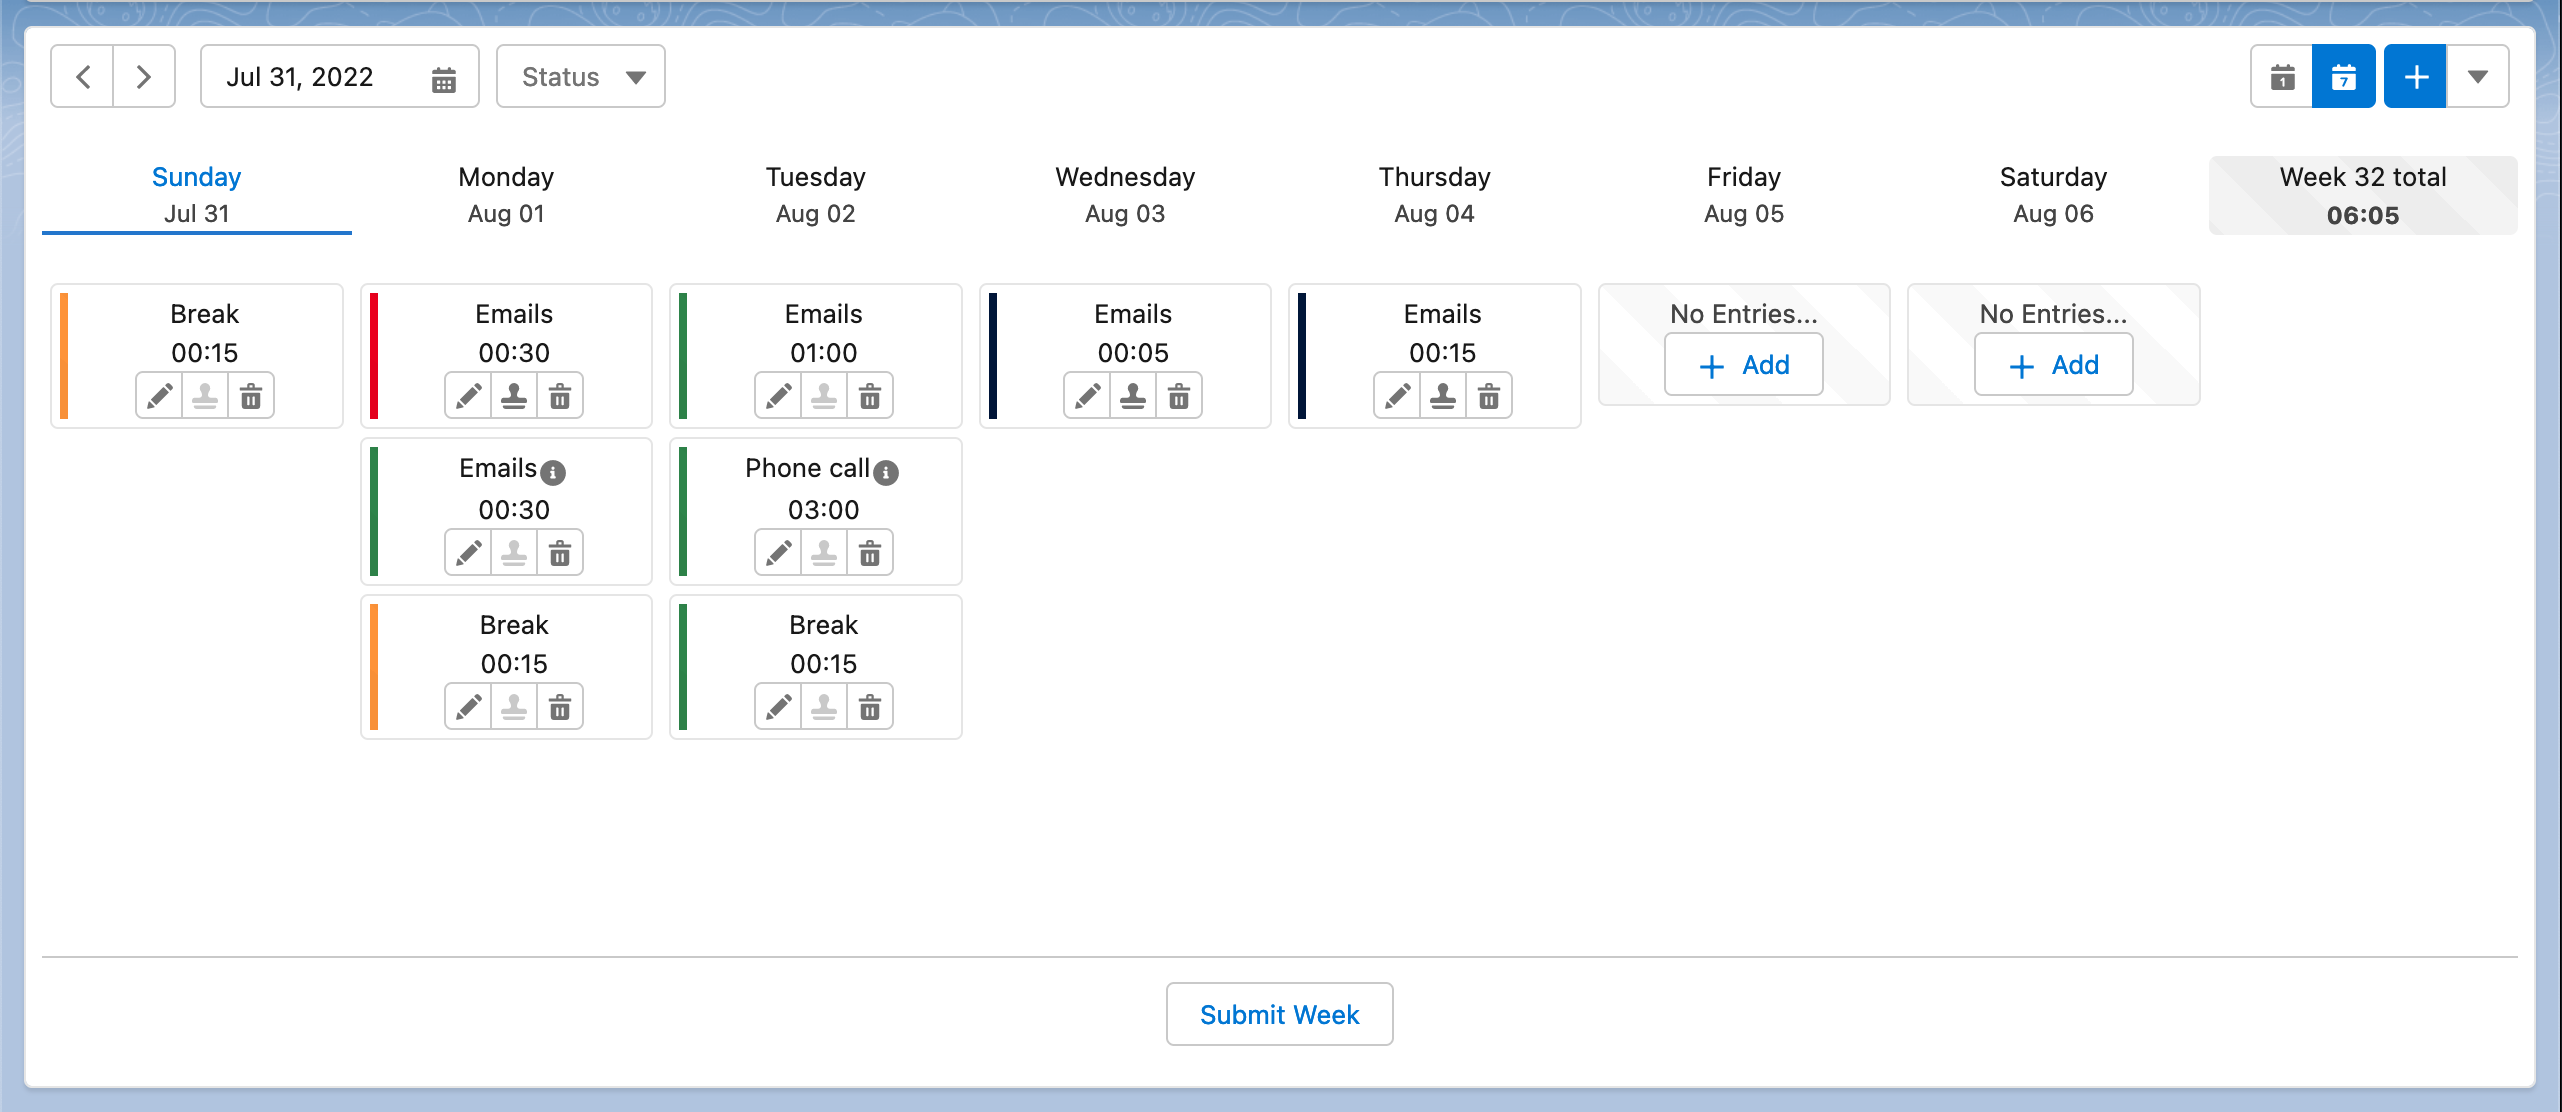 Jul 31, 2022
Status
1
7
Sunday
Jul 31
Monday
Aug 01
Tuesday
Aug 02
Wednesday
Aug 03
Thursday
Aug 04
Friday
Aug 05
Saturday
Aug 06
Week 32 total
06:05
Break
00:15
Emails
00:30
Emails
00:30
Break
00:15
Emails
01:00
Phone call
03:00
Break
00:15
Emails
00:05
Emails
00:15
No Entries...
Add
No Entries...
Add
Submit Week